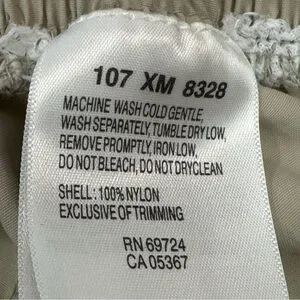 107 XM 8328
MACHINE WASH COLD GENTLE,
WASH SEPARATELY, TUMBLE DRY LOW,
REMOVE PROMPTLY, IRON LOW,
DO NOT BLEACH, DO NOT DRYCLEAN
SHELL: 100% NYLON
EXCLUSIVE OF TRIMMING
RN 69724
CA 05367